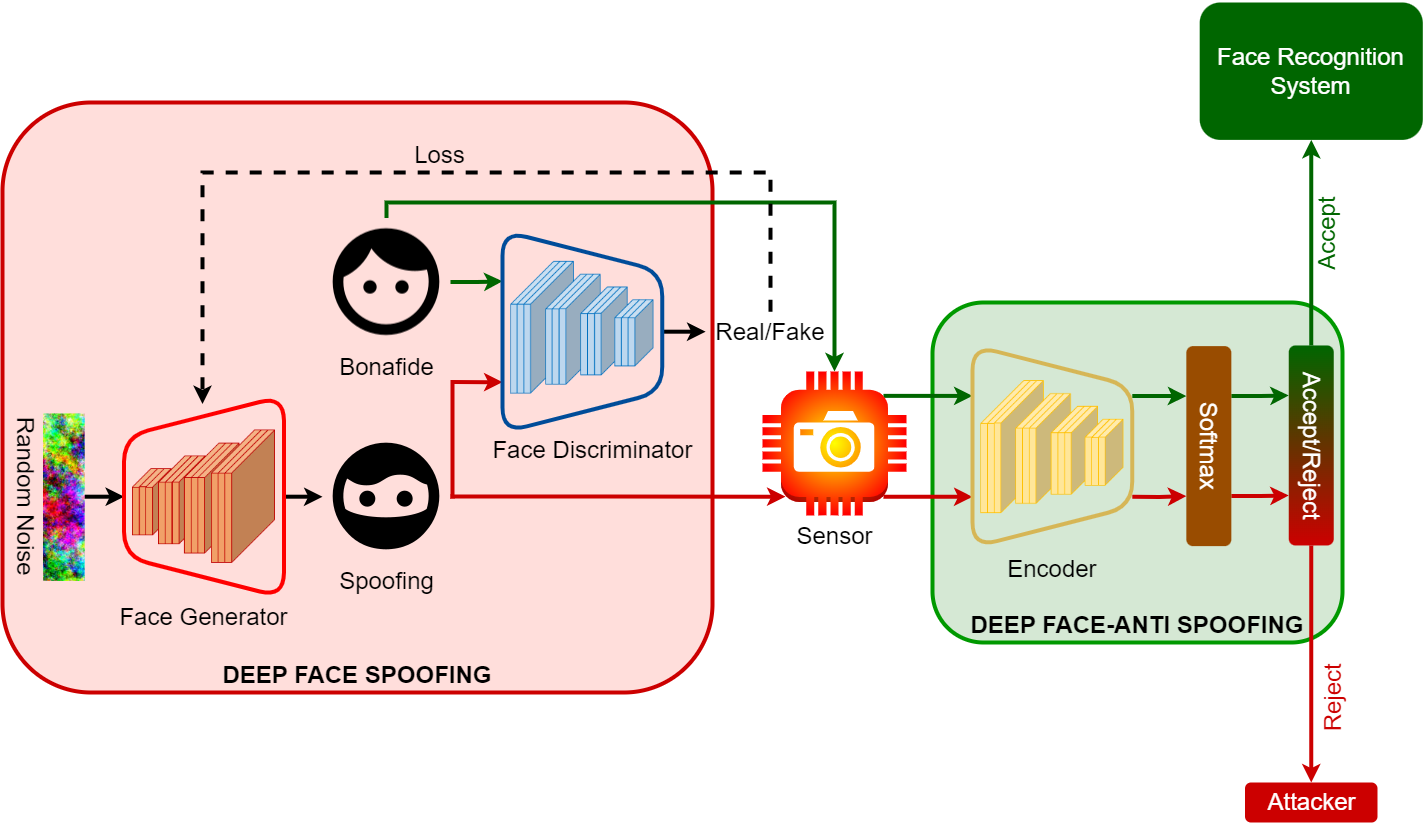 Face Recognition
System
Loss
Accept
Bonafide
Real/Fake
Face Discriminator
Random Noise
Spoofing
Face Generator
DEEP FACE SPOOFING
Sensor
Encoder
Softmax
Accept/Reject
DEEP FACE-ANTI SPOOFING
Reject
Attacker